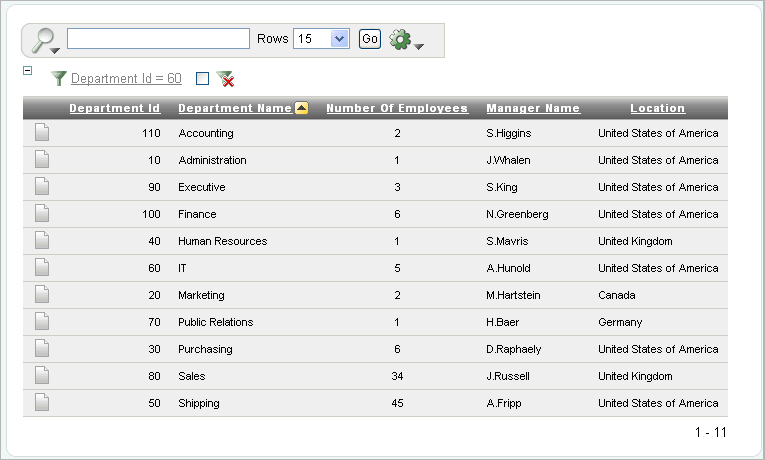 Rows 15 Go
Department Id = 60
Department Id Department Name Number Of Employees Manager Name Location
110 Accounting 2 S.Higgins United States of America
10 Administration 1 J.Whalen United States of America
90 Executive 3 S.King United States of America
100 Finance 6 N.Greenberg United States of America
40 Human Resources 1 S.Mavris United Kingdom
60 IT 5 A.Hunold United States of America
20 Marketing 2 M.Hartstein Canada
70 Public Relations 1 H.Baer Germany
30 Purchasing 6 D.Raphaely United States of America
80 Sales 34 J.Russell United Kingdom
50 Shipping 45 A.Fripp United States of America
1 - 11